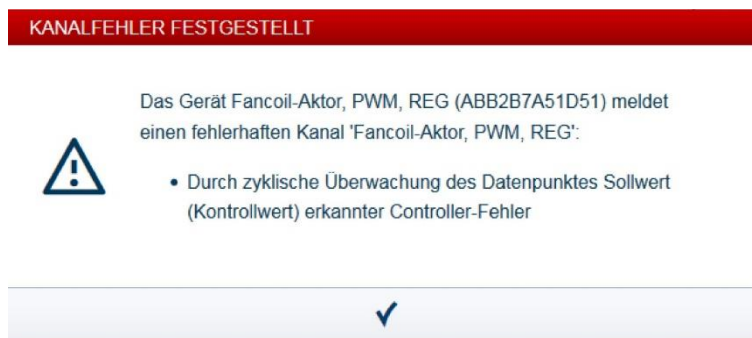 KANALFEHLER FESTGESTELLT
Das Gerät Fancoil-Aktor, PWM, REG (ABB2B7A51D51) meldet
einen fehlerhaften Kanal 'Fancoil-Aktor, PWM, REG':
• Durch zyklische Überwachung des Datenpunktes Sollwert
(Kontrollwert) erkannter Controller-Fehler